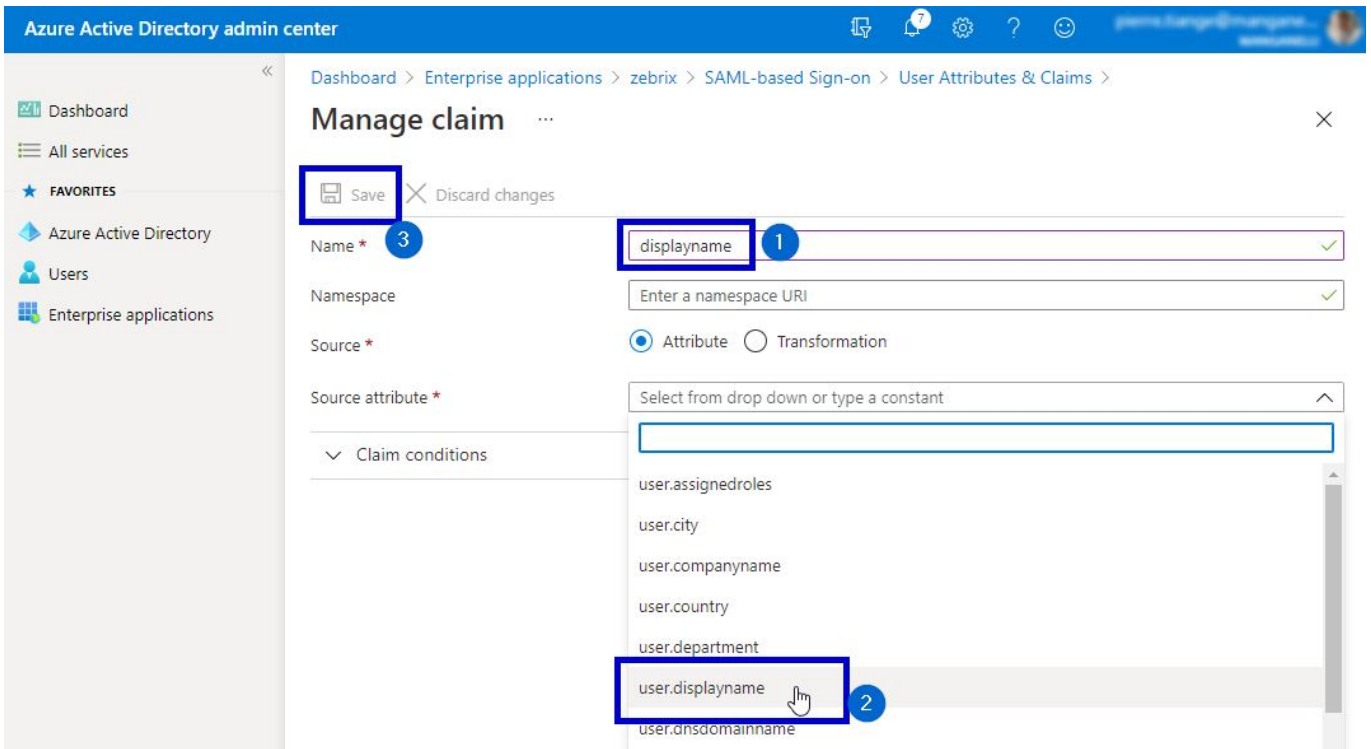 Azure Active Directory admin center
7
Dashboard > Enterprise applications > zebrix > SAML-based Sign-on > User Attributes & Claims >
Manage claim ...
Dashboard
All services
FAVORITES
Azure Active Directory
Users
Enterprise applications
Save
Discard changes
3
Name *
displayname
1
Namespace
Enter a namespace URI
Source *
Attribute
Transformation
Source attribute *
Select from drop down or type a constant
Claim conditions
user.assignedroles
user.city
user.companyname
user.country
user.department
user.displayname
2
user.dnsdomainname